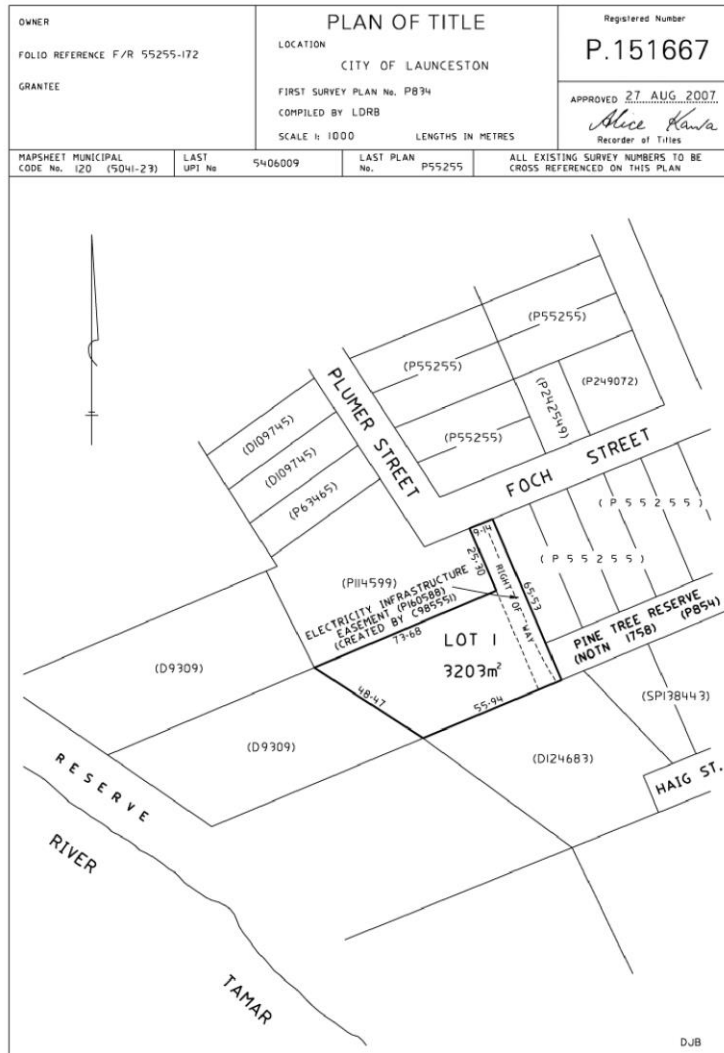 OWNER
FOLIO REFERENCE F/R 55255-172
GRANTEE
PLAN OF TITLE
LOCATION
CITY OF LAUNCESTON
FIRST SURVEY PLAN No. P834
COMPILED BY LDRB
SCALE 1: 1000 LENGTHS IN METRES
Registered Number
P.151667
APPROVED 27 AUG 2007
Alice Kawa
Recorder of Titles
MAPSHEET MUNICIPAL
CODE No. 120 (5041-23)
LAST
UPI No 5406009
LAST PLAN
No. P55255
ALL EXISTING SURVEY NUMBERS TO BE
CROSS REFERENCED ON THIS PLAN
(P55255)
(P55255)
(P249072)
(P242549)
PLUMER STREET
(D109745)
(P55255)
(D109745)
FOCH STREET
(P63465)
(P55255)
9·14
25·30
RIGHT OF WAY
65·53
(P55255)
(P114599)
ELECTRICITY INFRASTRUCTURE
EASEMENT (P160588)
(CREATED BY C985551)
73·68
LOT 1
3203m²
PINE TREE RESERVE
(NOTN 1758) (P854)
(D9309)
48·47
55·94
(SP138443)
(D9309)
(D124683)
HAIG ST.
RESERVE
RIVER
TAMAR
DJB